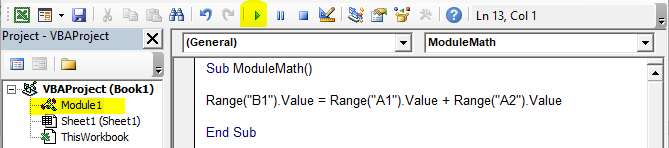 Ln 13, Col 1
Project - VBAProject
VBAProject (Book1)
Module1
Sheet1 (Sheet1)
ThisWorkbook
(General)
ModuleMath
Sub ModuleMath()
Range("B1").Value = Range("A1").Value + Range("A2").Value
End Sub